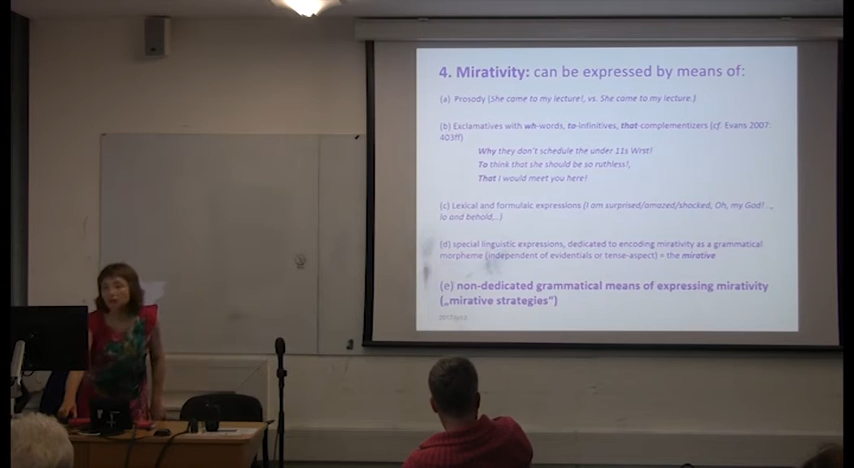 4. Mirativity: can be expressed by means of:
(a) Prosody (She came to my lecture!, vs. She came to my lecture.)
(b) Exclamatives with wh-words, to-infinitives, that-complementizers (cf. Evans 2007:
403ff)
Why they don't schedule the under 11s Wrst!
To think that she should be so ruthless!,
That I would meet you here!
(c) Lexical and formulaic expressions (I am surprised/amazed/shocked; Oh, my God!..,
lo and behold,..)
(d) special linguistic expressions, dedicated to encoding mirativity as a grammatical
morpheme (independent of evidentials or tense-aspect) = the mirative
(e) non-dedicated grammatical means of expressing mirativity
(„mirative strategies")